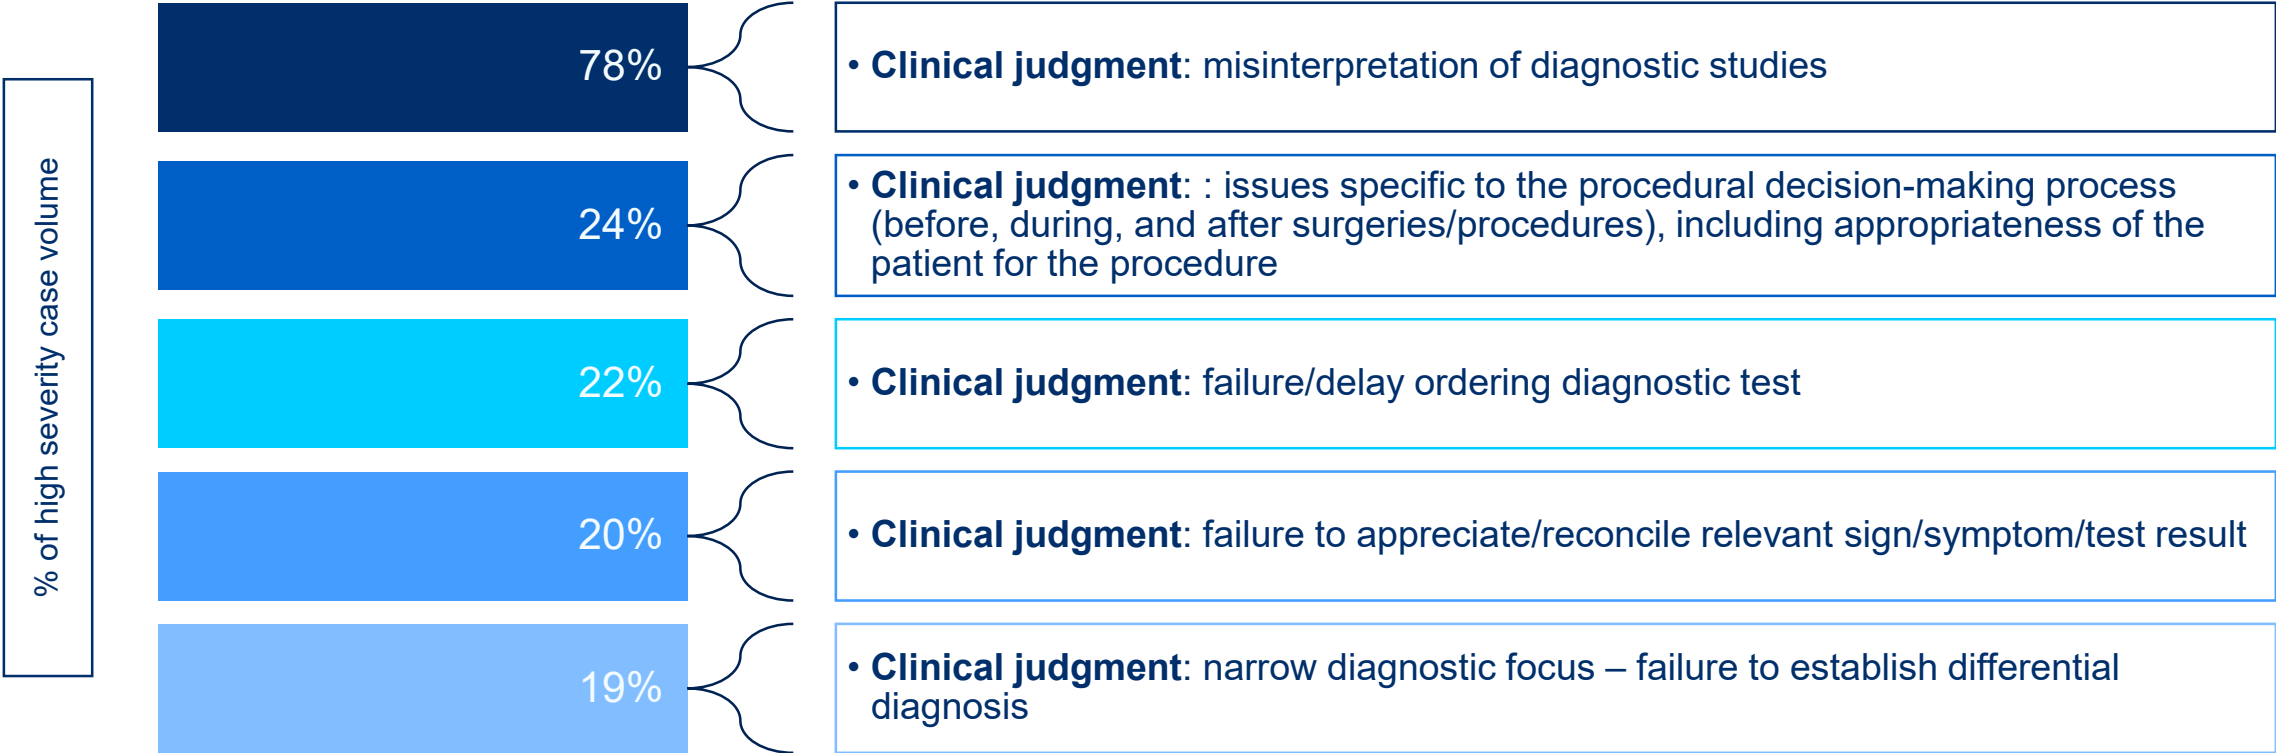 % of high severity case volume
78%
• Clinical judgment: misinterpretation of diagnostic studies
24%
• Clinical judgment: : issues specific to the procedural decision-making process
(before, during, and after surgeries/procedures), including appropriateness of the
patient for the procedure
22%
• Clinical judgment: failure/delay ordering diagnostic test
20%
• Clinical judgment: failure to appreciate/reconcile relevant sign/symptom/test result
19%
• Clinical judgment: narrow diagnostic focus – failure to establish differential
diagnosis